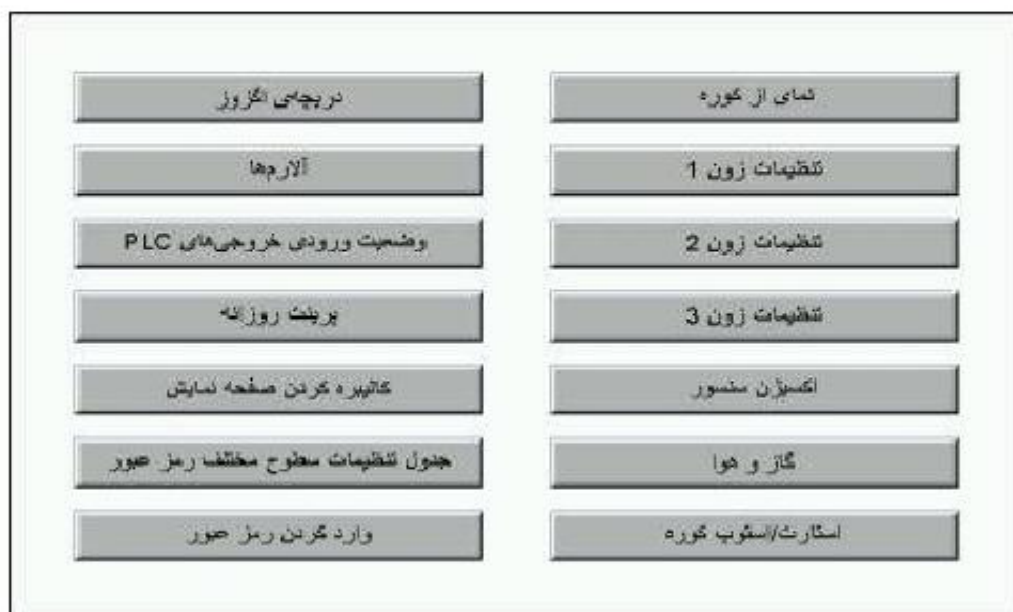 نمای از کوره
تنظیمات زون 1
تنظیمات زون 2
تنظیمات زون 3
اکسیژن سنسور
گاز و هوا
استارت/استوپ کوره
دریچه‌ی اگزوز
آلارم‌ها
وضعیت ورودی خروجی‌های PLC
پرینت روزانه
کالیبره کردن صفحه نمایش
جدول تنظیمات سطوح مختلف رمز عبور
وارد کردن رمز عبور